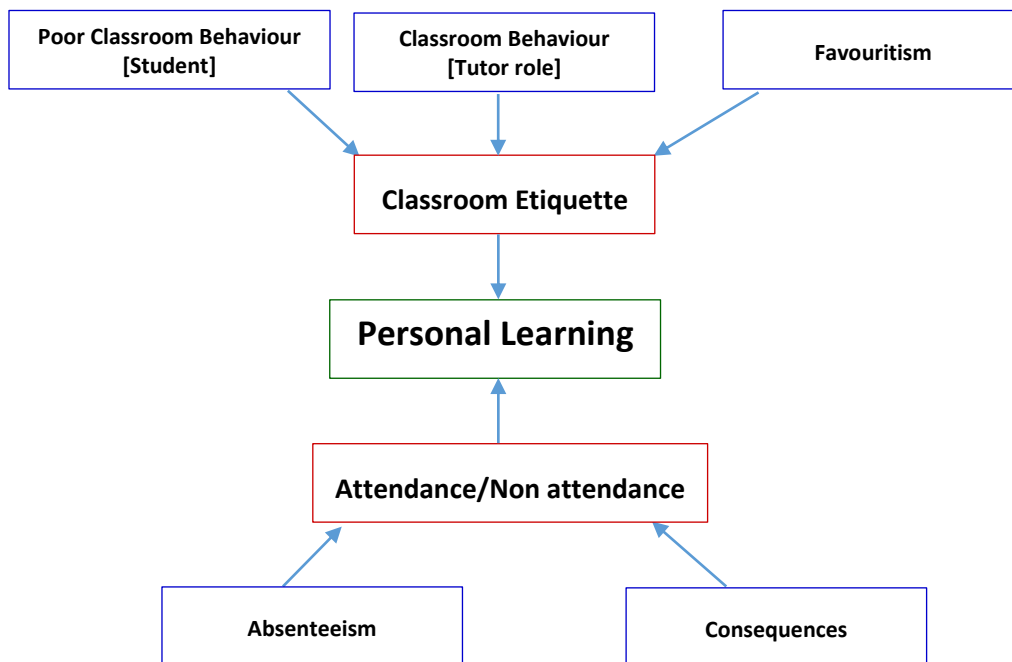 Poor Classroom Behaviour
[Student]
Classroom Behaviour
[Tutor role]
Favouritism
Classroom Etiquette
Personal Learning
Attendance/Non attendance
Absenteeism
Consequences